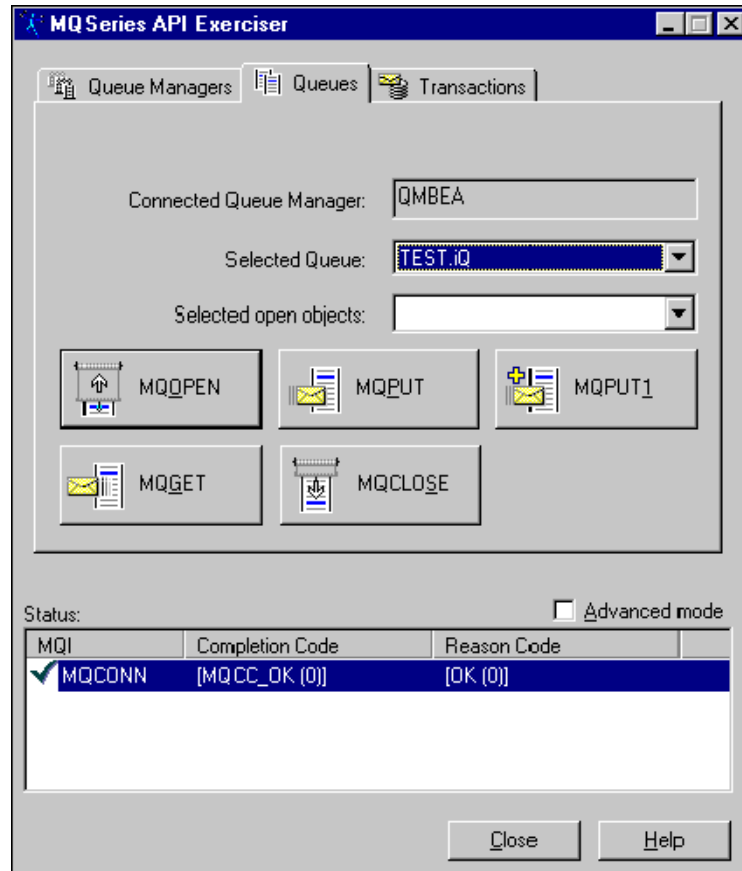 MQSeries API Exerciser
Queue Managers Queues Transactions
Connected Queue Manager: QMBEA
Selected Queue: TEST.iQ
Selected open objects:
MQOPEN MQPUT MQPUT1
MQGET MQCLOSE
Status: Advanced mode
MQI Completion Code Reason Code
MQCONN [MQCC_OK (0)] [OK (0)]
Close Help